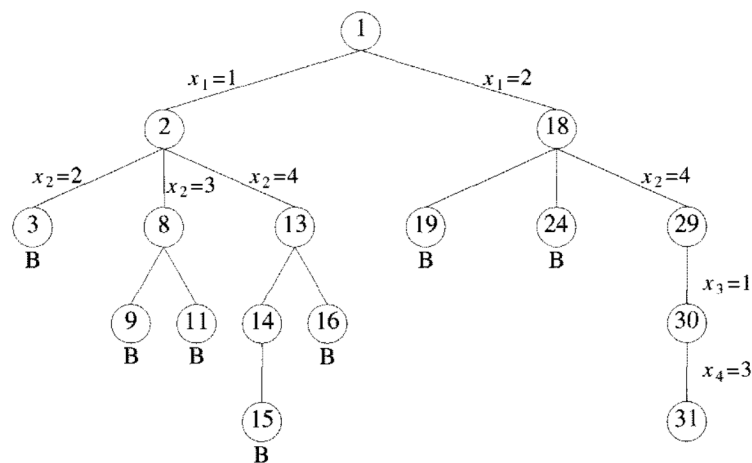 1
x1=1 x1=2
2 18
x2=2 x2=3 x2=4 x2=4
3 8 13 19 24 29
B B B
x3=1
9 11 14 16 30
B B B
x4=3
15 31
B